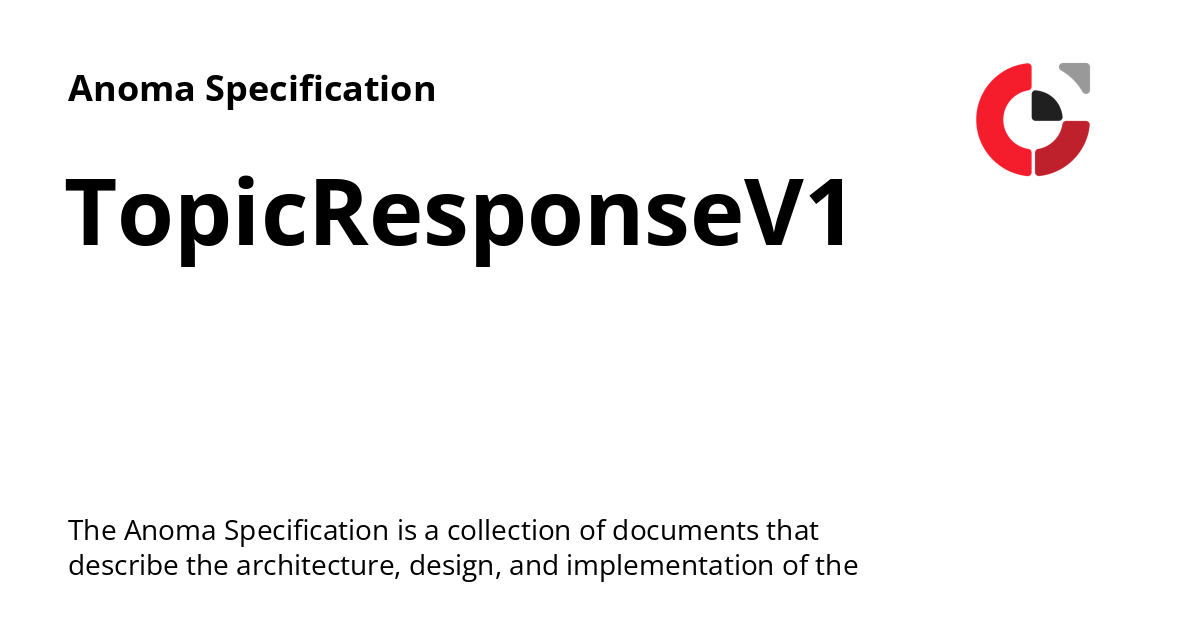 Anoma Specification
TopicResponseV1
The Anoma Specification is a collection of documents that
describe the architecture, design, and implementation of the